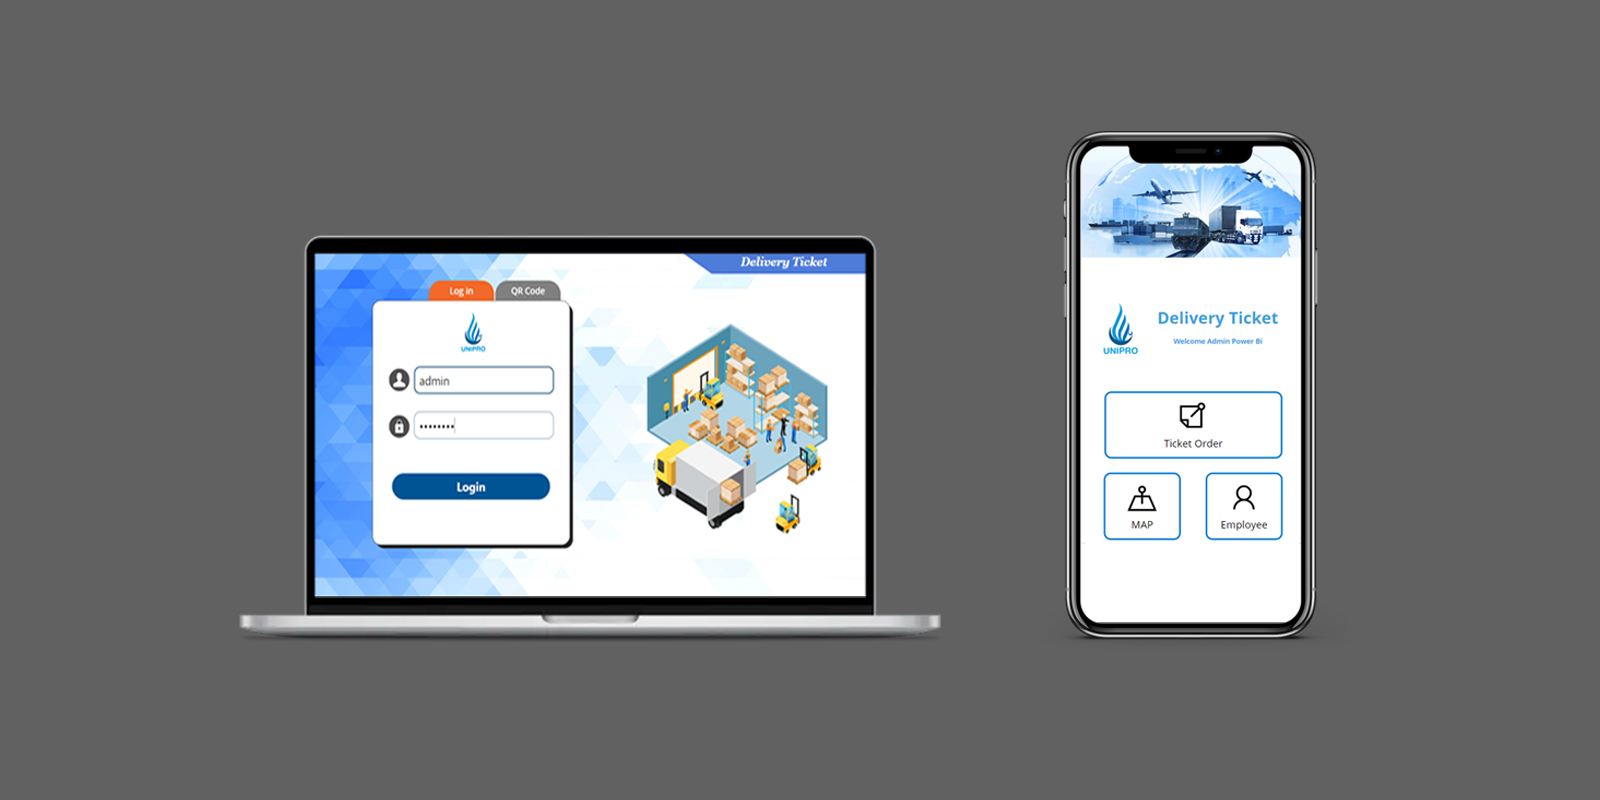 Delivery Ticket
Log in
QR Code
UNIPRO
admin
••••••••
Login
Delivery Ticket
Welcome Admin Power Bi
UNIPRO
Ticket Order
MAP
Employee